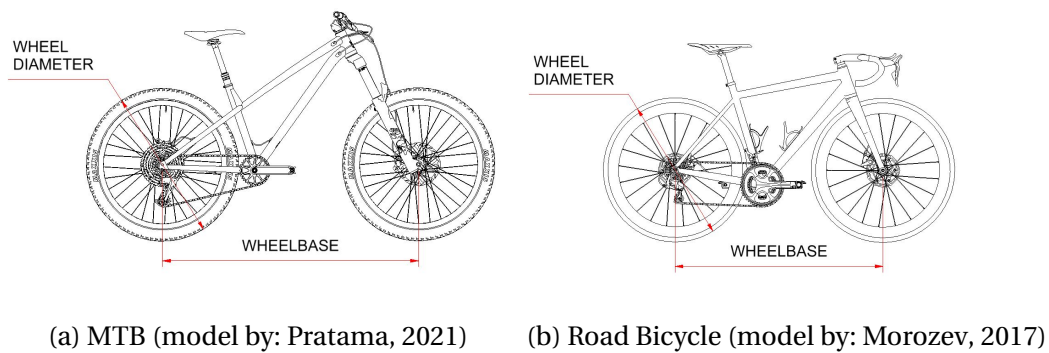 WHEEL
DIAMETER
WHEELBASE
WHEEL
DIAMETER
WHEELBASE
(a) MTB (model by: Pratama, 2021)
(b) Road Bicycle (model by: Morozev, 2017)